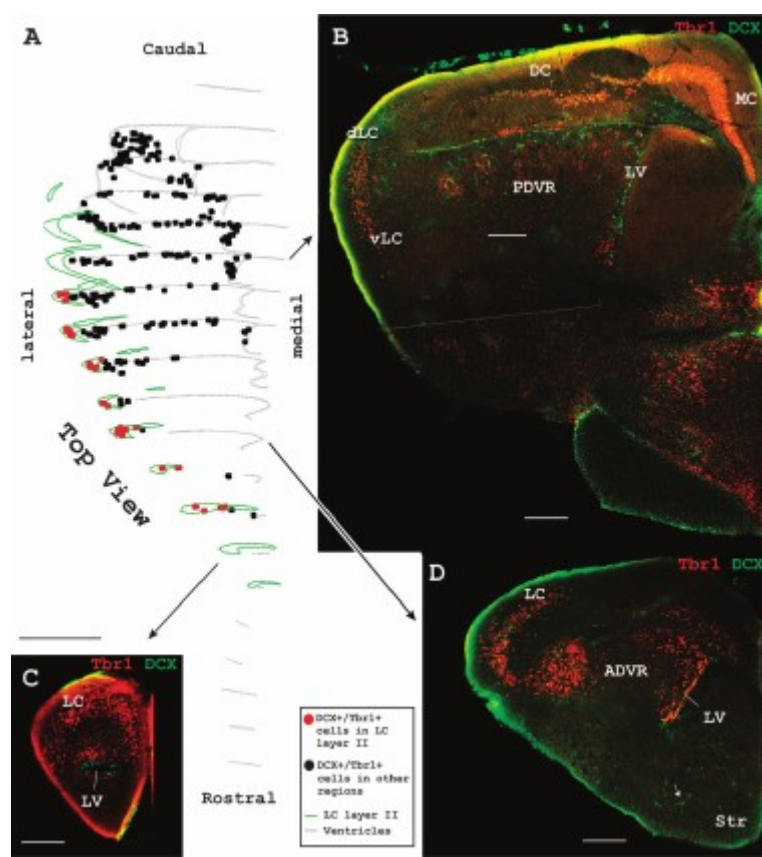 A
Caudal
lateral
medial
Top View
Rostral
B
Tbr1 DCX
DC
MC
dLC
LV
PDVR
vLC
D
Tbr1 DCX
LC
ADVR
LV
Str
C
Tbr1 DCX
LC
LV
DCX+/Tbr1+
cells in LC
layer II
DCX+/Tbr1+
cells in other
regions
LC layer II
Ventricles